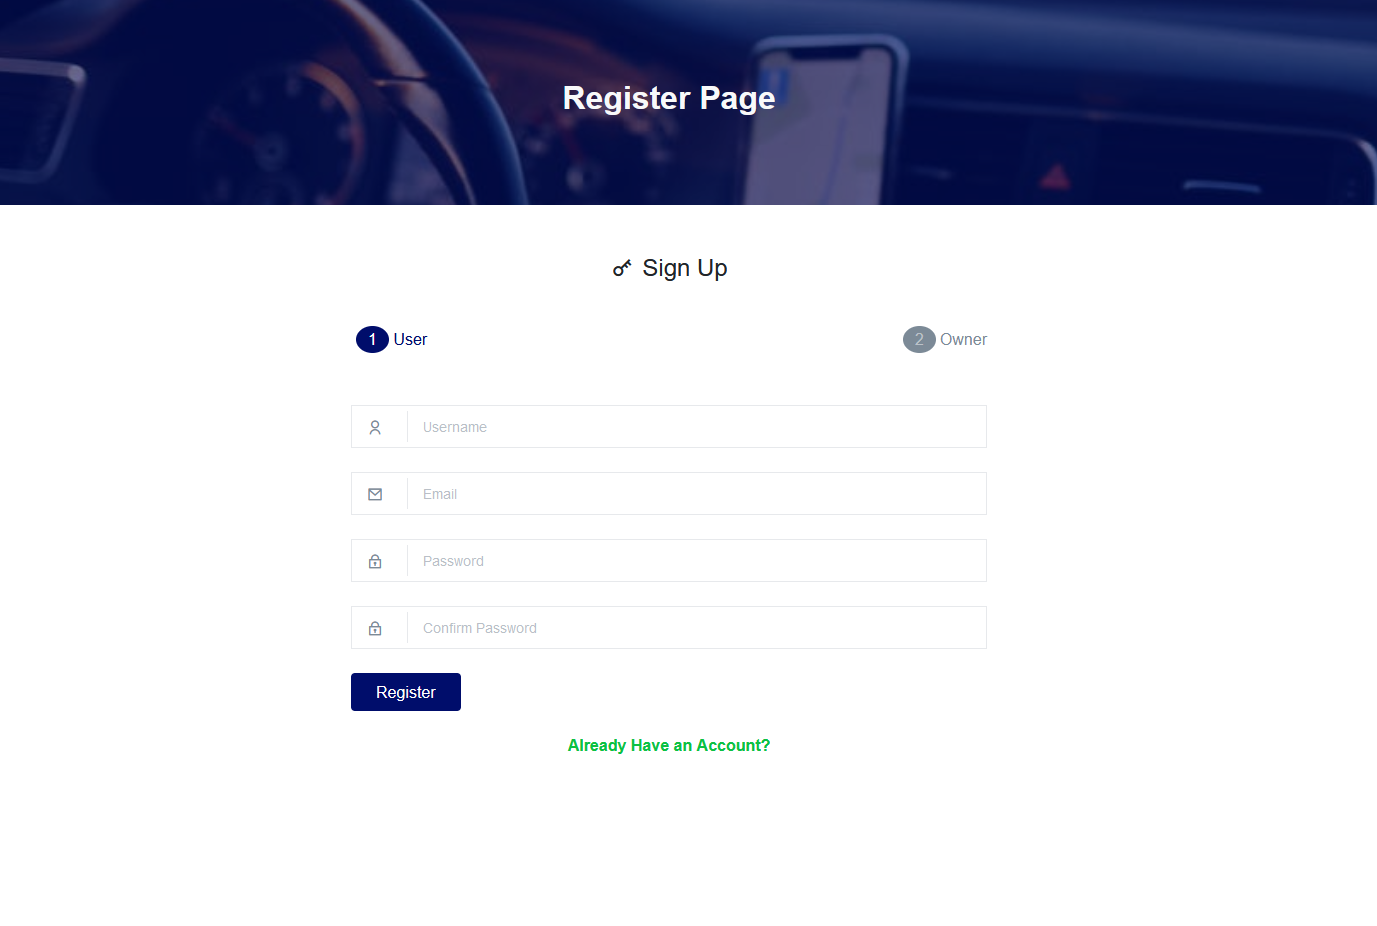 Register Page
Sign Up
1 User
2 Owner
Username
Email
Password
Confirm Password
Register
Already Have an Account?